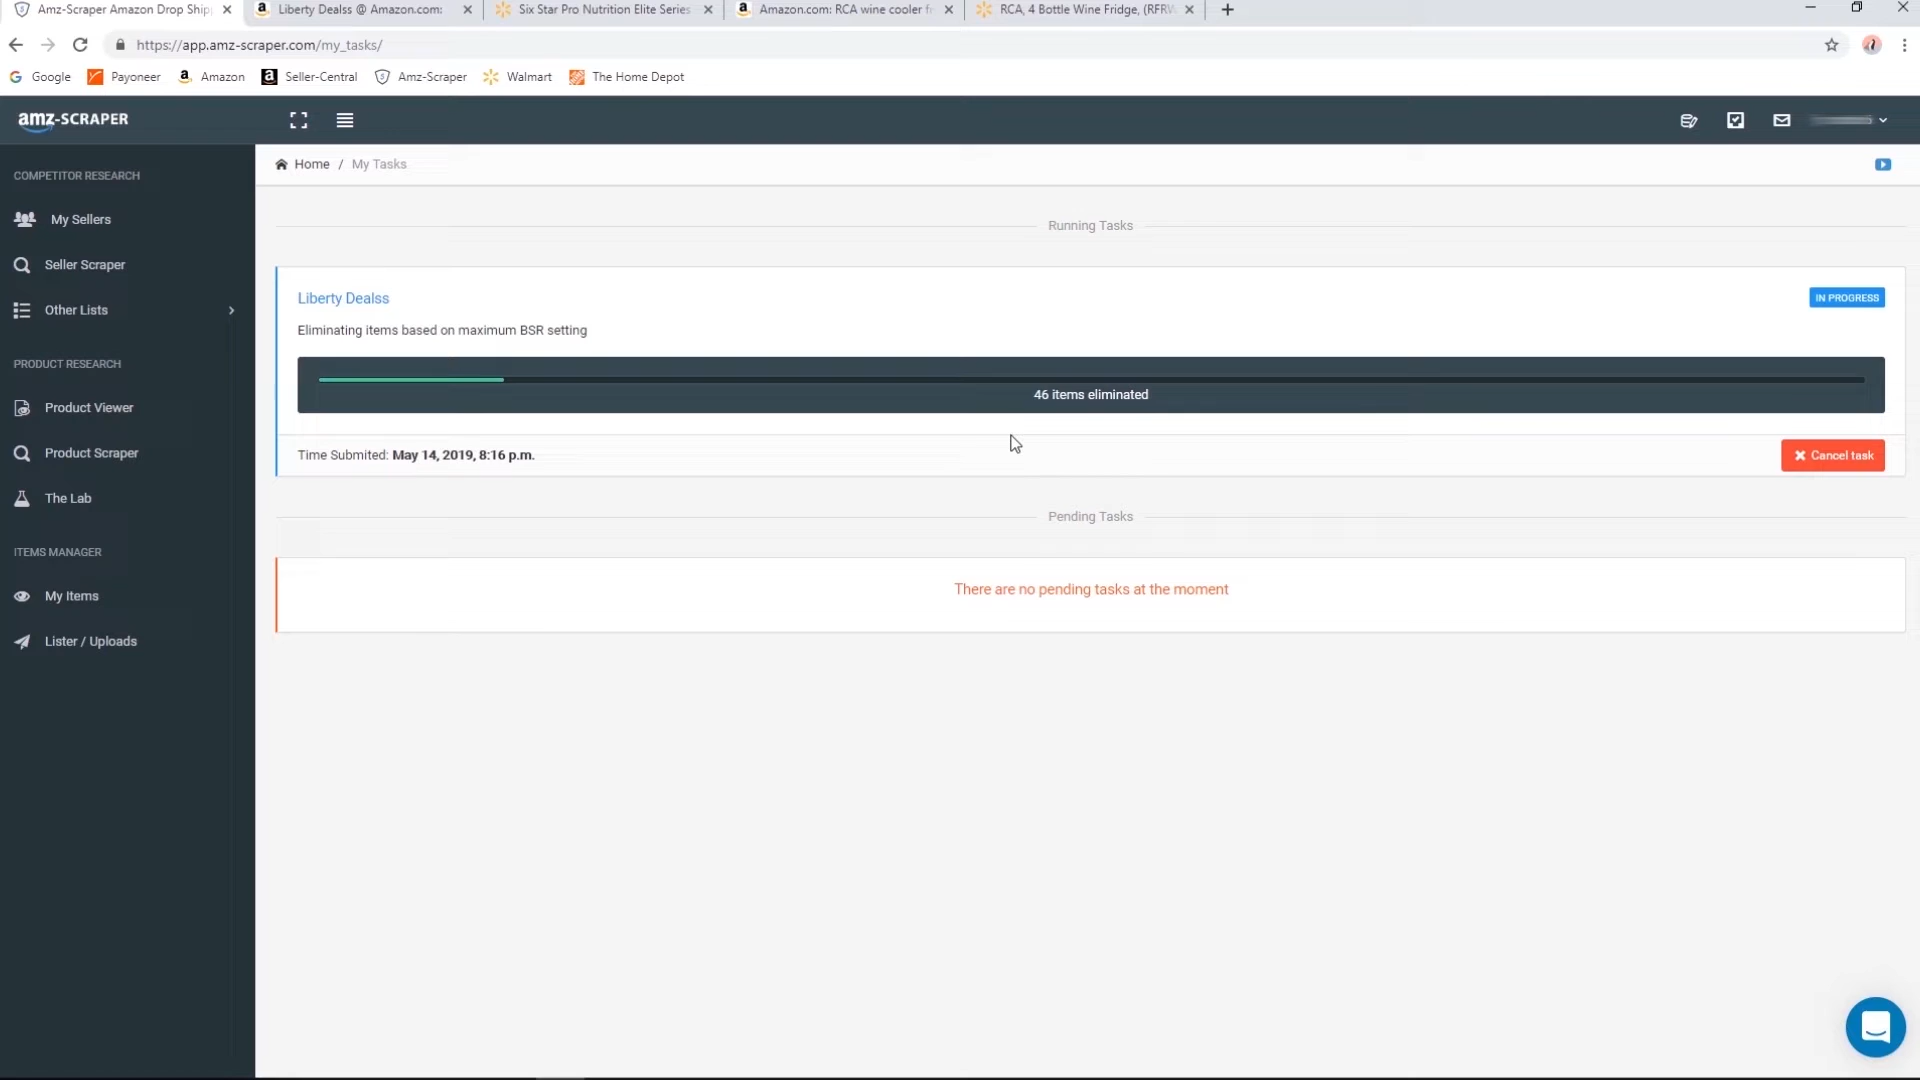 Amz-Scraper Amazon Drop Ship
Liberty Dealss @ Amazon.com:
Six Star Pro Nutrition Elite Series
Amazon.com: RCA wine cooler fr
RCA, 4 Bottle Wine Fridge, (RFRW
https://app.amz-scraper.com/my_tasks/
Google
Payoneer
Amazon
Seller-Central
Amz-Scraper
Walmart
The Home Depot
amz-SCRAPER
COMPETITOR RESEARCH
My Sellers
Seller Scraper
Other Lists
PRODUCT RESEARCH
Product Viewer
Product Scraper
The Lab
ITEMS MANAGER
My Items
Lister / Uploads
Home / My Tasks
Running Tasks
Liberty Dealss
IN PROGRESS
Eliminating items based on maximum BSR setting
46 items eliminated
Time Submited: May 14, 2019, 8:16 p.m.
Cancel task
Pending Tasks
There are no pending tasks at the moment